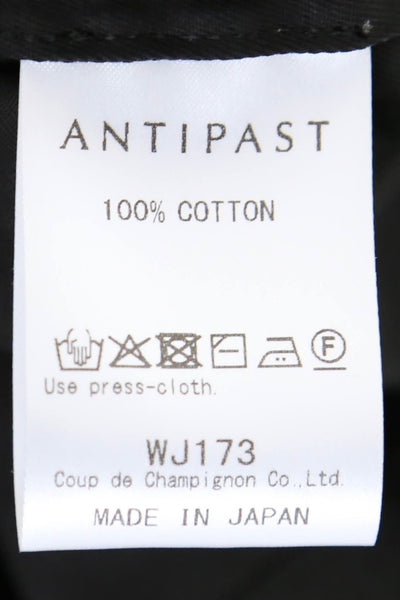 ANTIPAST
100% COTTON
F
Use press-cloth.
WJ173
Coup de Champignon Co.,Ltd.
MADE IN JAPAN